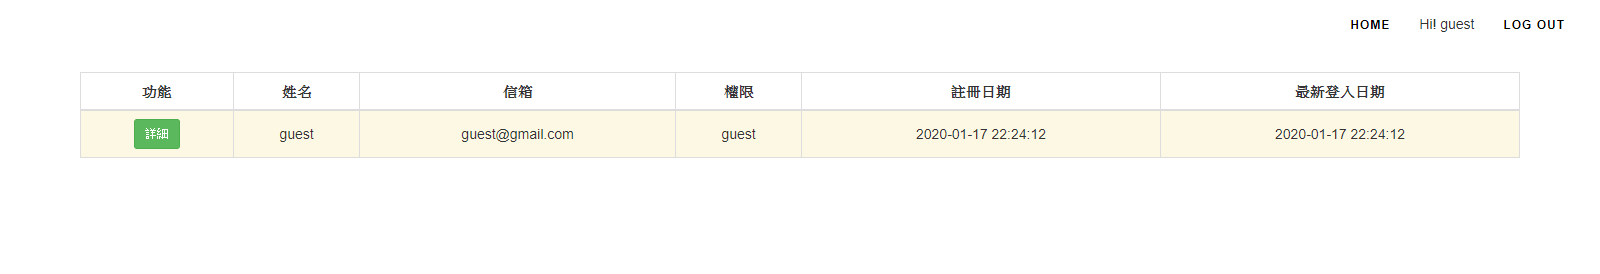 HOME Hi! guest LOG OUT
功能 姓名 信箱 權限 註冊日期 最新登入日期
詳細 guest guest@gmail.com guest 2020-01-17 22:24:12 2020-01-17 22:24:12